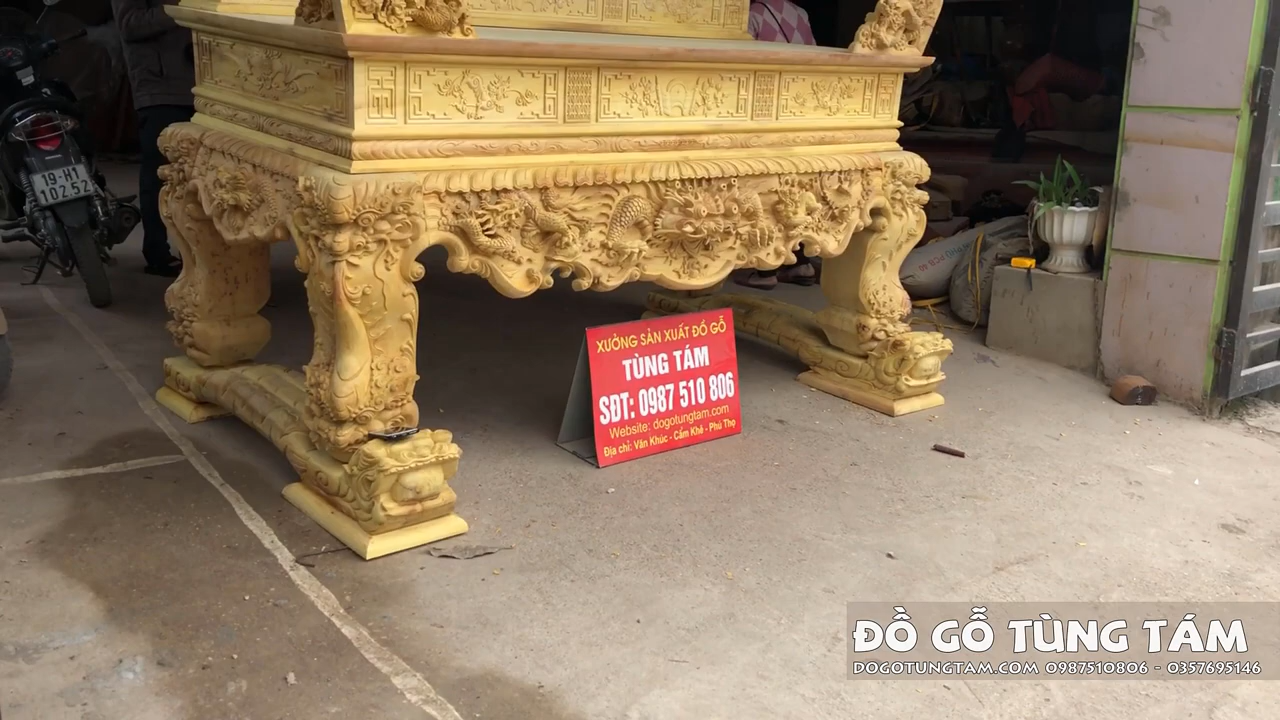 19-H1
102 52
XƯỞNG SẢN XUẤT ĐỒ GỖ
TÙNG TÁM
SĐT: 0987 510 806
Website: dogotungtam.com
Địa chỉ: Văn Khúc - Cẩm Khê - Phú Thọ
ĐỒ GỖ TÙNG TÁM
DOGOTUNGTAM.COM 0987510806 - 0357695146